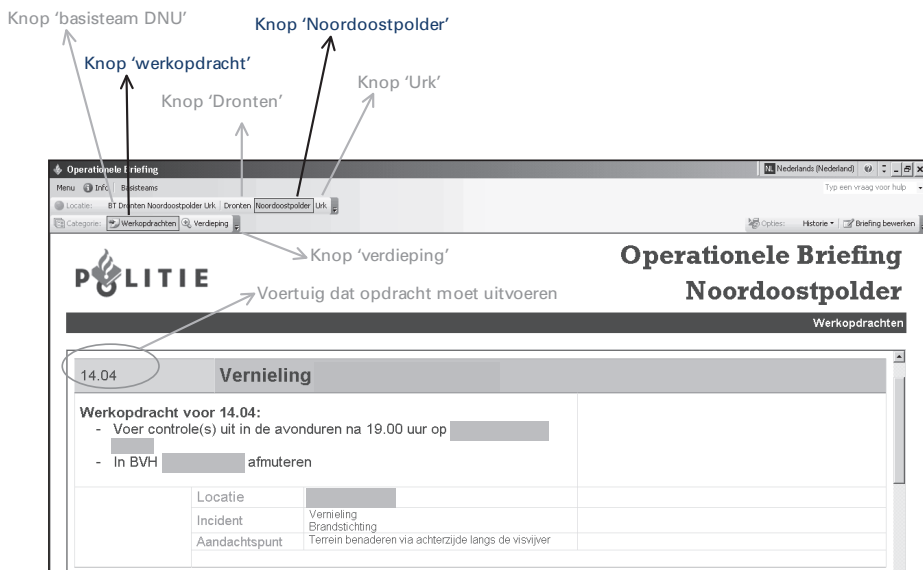 Knop ‘basisteam DNU’
Knop ‘Noordoostpolder’
Knop ‘werkopdracht’
Knop ‘Urk’
Knop ‘Dronten’
Operationele Briefing
NL Nederlands (Nederland)
Menu Info Basisteams
Typ een vraag voor hulp
Locatie: BT Dronten Noordoostpolder Urk Dronten Noordoostpolder Urk
Categorie: Werkopdrachten Verdieping
Opties: Historie Briefing bewerken
Knop ‘verdieping’
POLITIE
Operationele Briefing
Noordoostpolder
Voertuig dat opdracht moet uitvoeren
Werkopdrachten
14.04 Vernieling
Werkopdracht voor 14.04:
- Voer controle(s) uit in de avonduren na 19.00 uur op
- In BVH afmuteren
Locatie
Incident Vernieling
Brandstichting
Aandachtspunt Terrein benaderen via achterzijde langs de visvijver